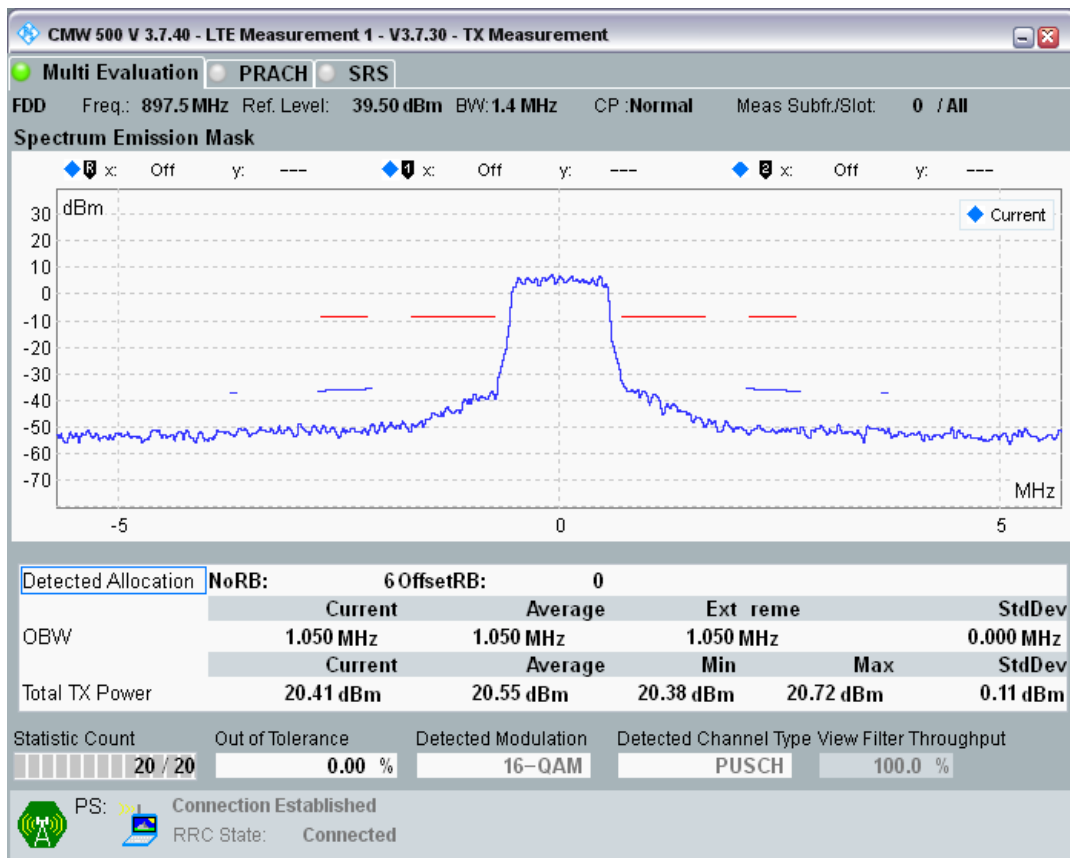 CMW 500 V 3.7.40 - LTE Measurement 1 - V3.7.30 - TX Measurement
Multi Evaluation PRACH SRS
FDD Freq.: 897.5 MHz Ref. Level: 39.50 dBm BW: 1.4 MHz CP :Normal Meas Subfr./Slot: 0 / All
Spectrum Emission Mask
R x: Off y: --- 1 x: Off y: --- 2 x: Off y: ---
dBm
Current
30
20
10
0
-10
-20
-30
-40
-50
-60
-70
MHz
-5 0 5
Detected Allocation NoRB: 6 OffsetRB: 0
Current Average Ext reme StdDev
OBW 1.050 MHz 1.050 MHz 1.050 MHz 0.000 MHz
Current Average Min Max StdDev
Total TX Power 20.41 dBm 20.55 dBm 20.38 dBm 20.72 dBm 0.11 dBm
Statistic Count Out of Tolerance Detected Modulation Detected Channel Type View Filter Throughput
20 / 20 0.00 % 16-QAM PUSCH 100.0 %
PS: Connection Established
RRC State: Connected